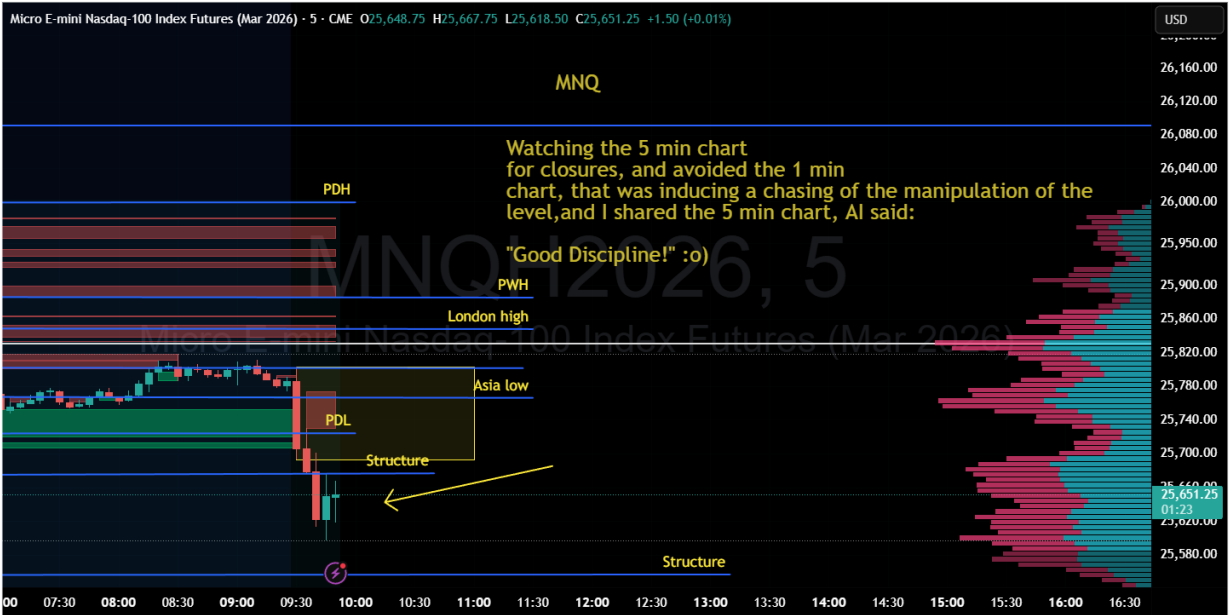 Micro E-mini Nasdaq-100 Index Futures (Mar 2026) · 5 · CME O25,648.75 H25,667.75 L25,618.50 C25,651.25 +1.50 (+0.01%)
USD
26,160.00
MNQ
26,120.00
26,080.00
Watching the 5 min chart
for closures, and avoided the 1 min
chart, that was inducing a chasing of the manipulation of the
level,and I shared the 5 min chart, AI said:
"Good Discipline!" :o)
26,040.00
PDH
26,000.00
25,950.00
MNQH2026, 5
PWH
25,900.00
London high
25,860.00
Micro E-mini Nasdaq-100 Index Futures (Mar 2026)
25,820.00
Asia low
25,780.00
PDL
25,740.00
Structure
25,700.00
25,660.00
25,651.25
01:23
25,620.00
Structure
25,580.00
:00 07:30 08:00 08:30 09:00 09:30 10:00 10:30 11:00 11:30 12:00 12:30 13:00 13:30 14:00 14:30 15:00 15:30 16:00 16:30